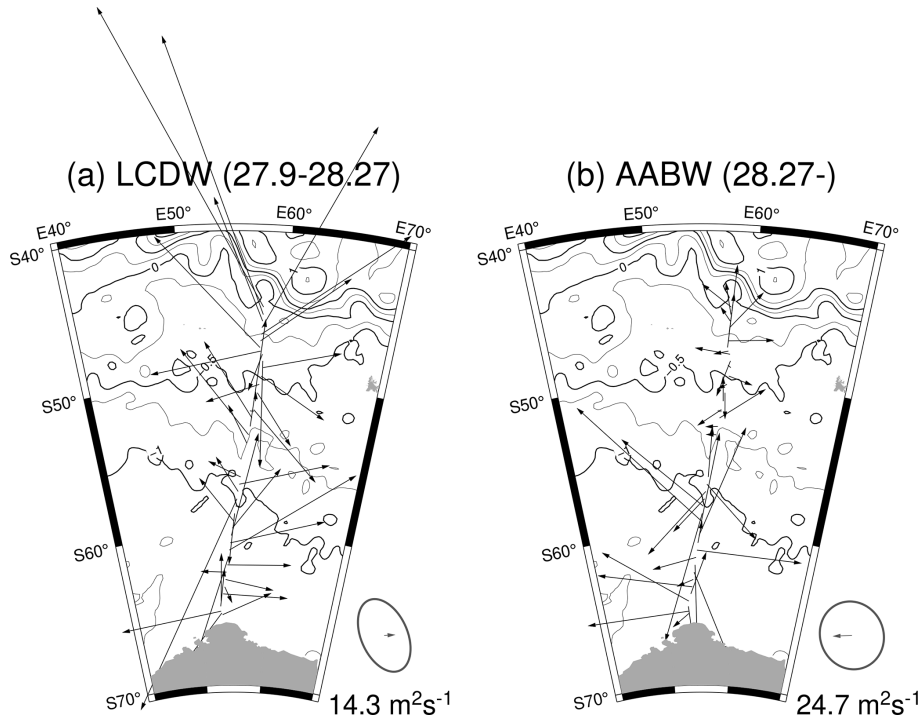 (a) LCDW (27.9-28.27)
E40°
E50°
E60°
E70°
S40°
S50°
S60°
S70°
0
1
-0.5
-1
14.3 m²s⁻¹
(b) AABW (28.27-)
E40°
E50°
E60°
E70°
S40°
S50°
S60°
S70°
0
1
-0.5
24.7 m²s⁻¹